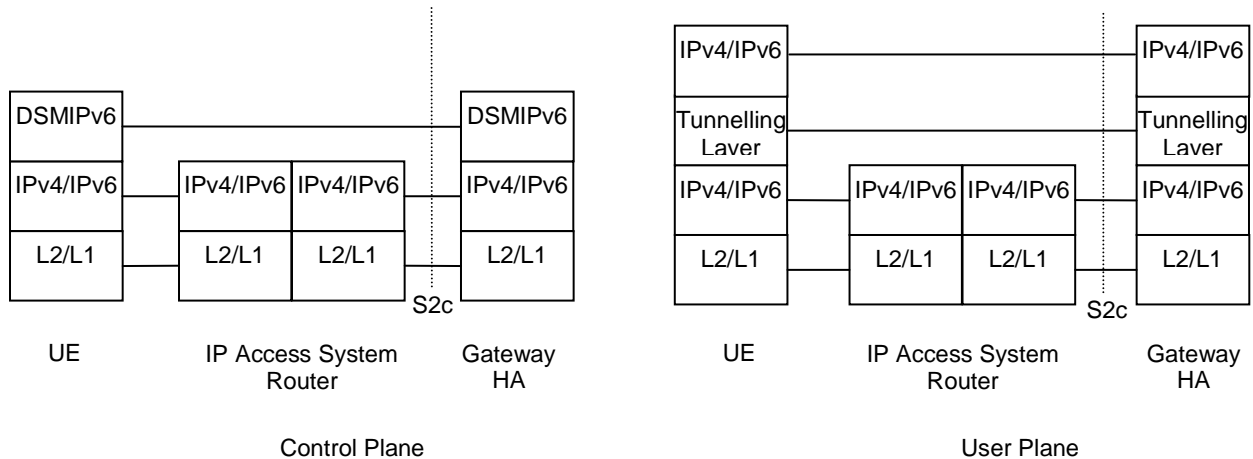 DSMIPv6
DSMIPv6
IPv4/IPv6
IPv4/IPv6
IPv4/IPv6
IPv4/IPv6
L2/L1
L2/L1
L2/L1
L2/L1
S2c
UE
IP Access System
Router
Gateway
HA
Control Plane
IPv4/IPv6
IPv4/IPv6
Tunnelling
Layer
Tunnelling
Layer
IPv4/IPv6
IPv4/IPv6
IPv4/IPv6
IPv4/IPv6
L2/L1
L2/L1
L2/L1
L2/L1
S2c
UE
IP Access System
Router
Gateway
HA
User Plane